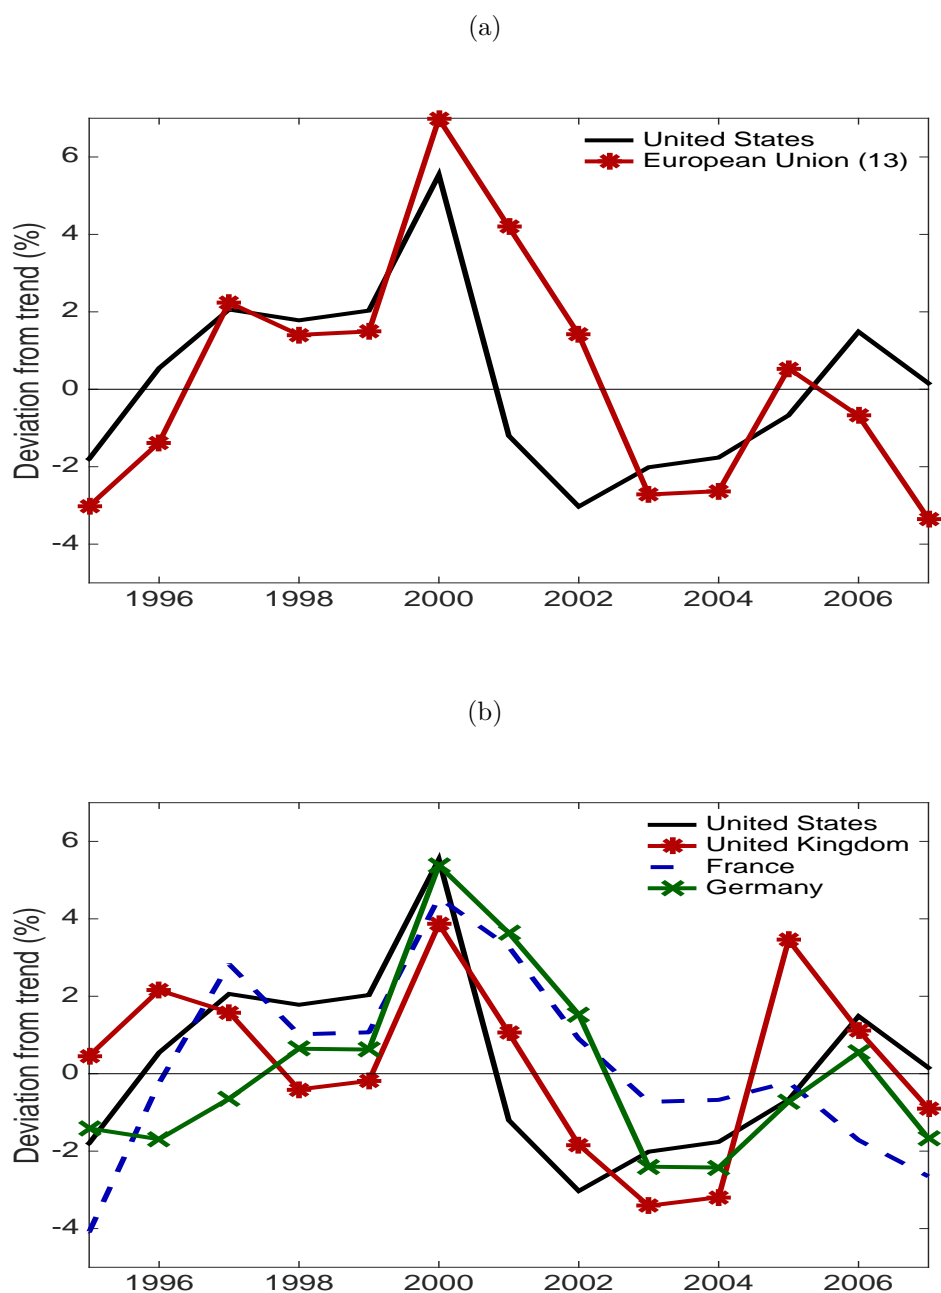 (a)
United States
European Union (13)
Deviation from trend (%)
6
4
2
0
-2
-4
1996 1998 2000 2002 2004 2006
(b)
United States
United Kingdom
France
Germany
Deviation from trend (%)
6
4
2
0
-2
-4
1996 1998 2000 2002 2004 2006